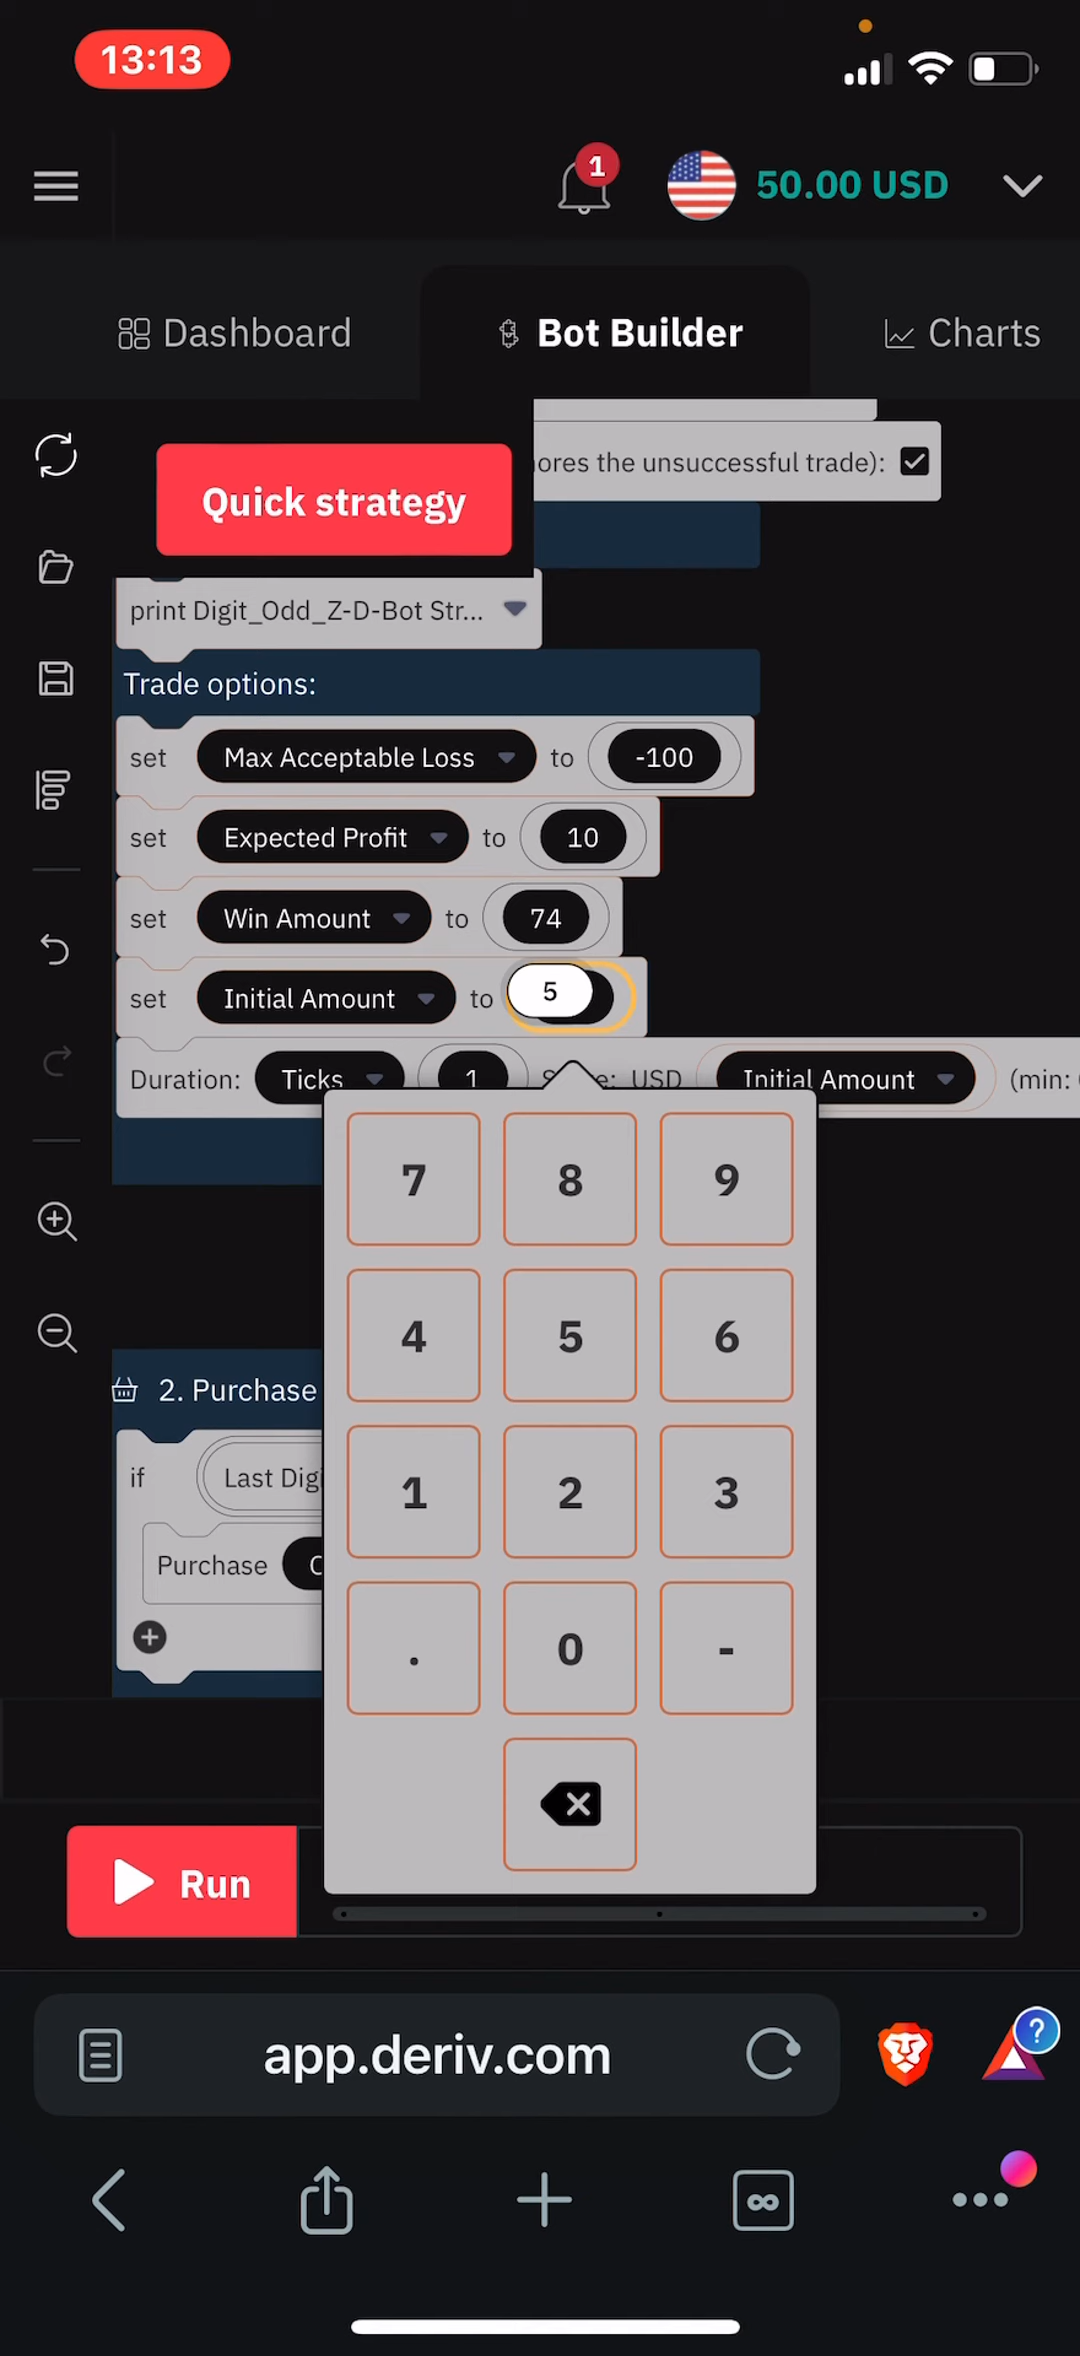 13:13
1
50.00 USD
Dashboard
Bot Builder
Charts
ores the unsuccessful trade):
Quick strategy
print Digit_Odd_Z-D-Bot Str...
Trade options:
set Max Acceptable Loss to -100
set Expected Profit to 10
set Win Amount to 74
set Initial Amount to 5
Duration: Ticks 1 USD Initial Amount (min:
7 8 9
4 5 6
1 2 3
. 0 -
2. Purchase
if Last Digi
Purchase
Run
app.deriv.com
?